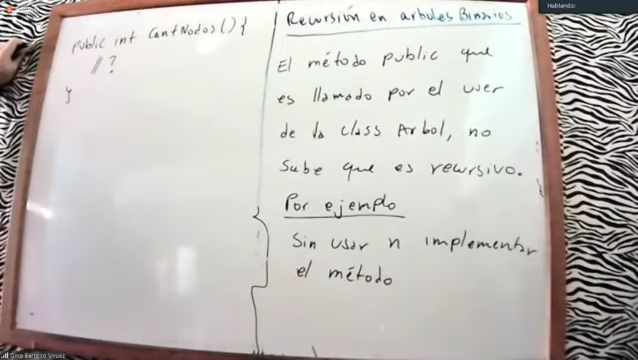 public int CantNodos(){
// ?
}
Recursión en arboles Binarios
El método public que
es llamado por el user
de la class Arbol, no
sabe que es recursivo.
Por ejemplo
Sin usar n implementar
el método
Hablando:
Gino Barroso Viruez